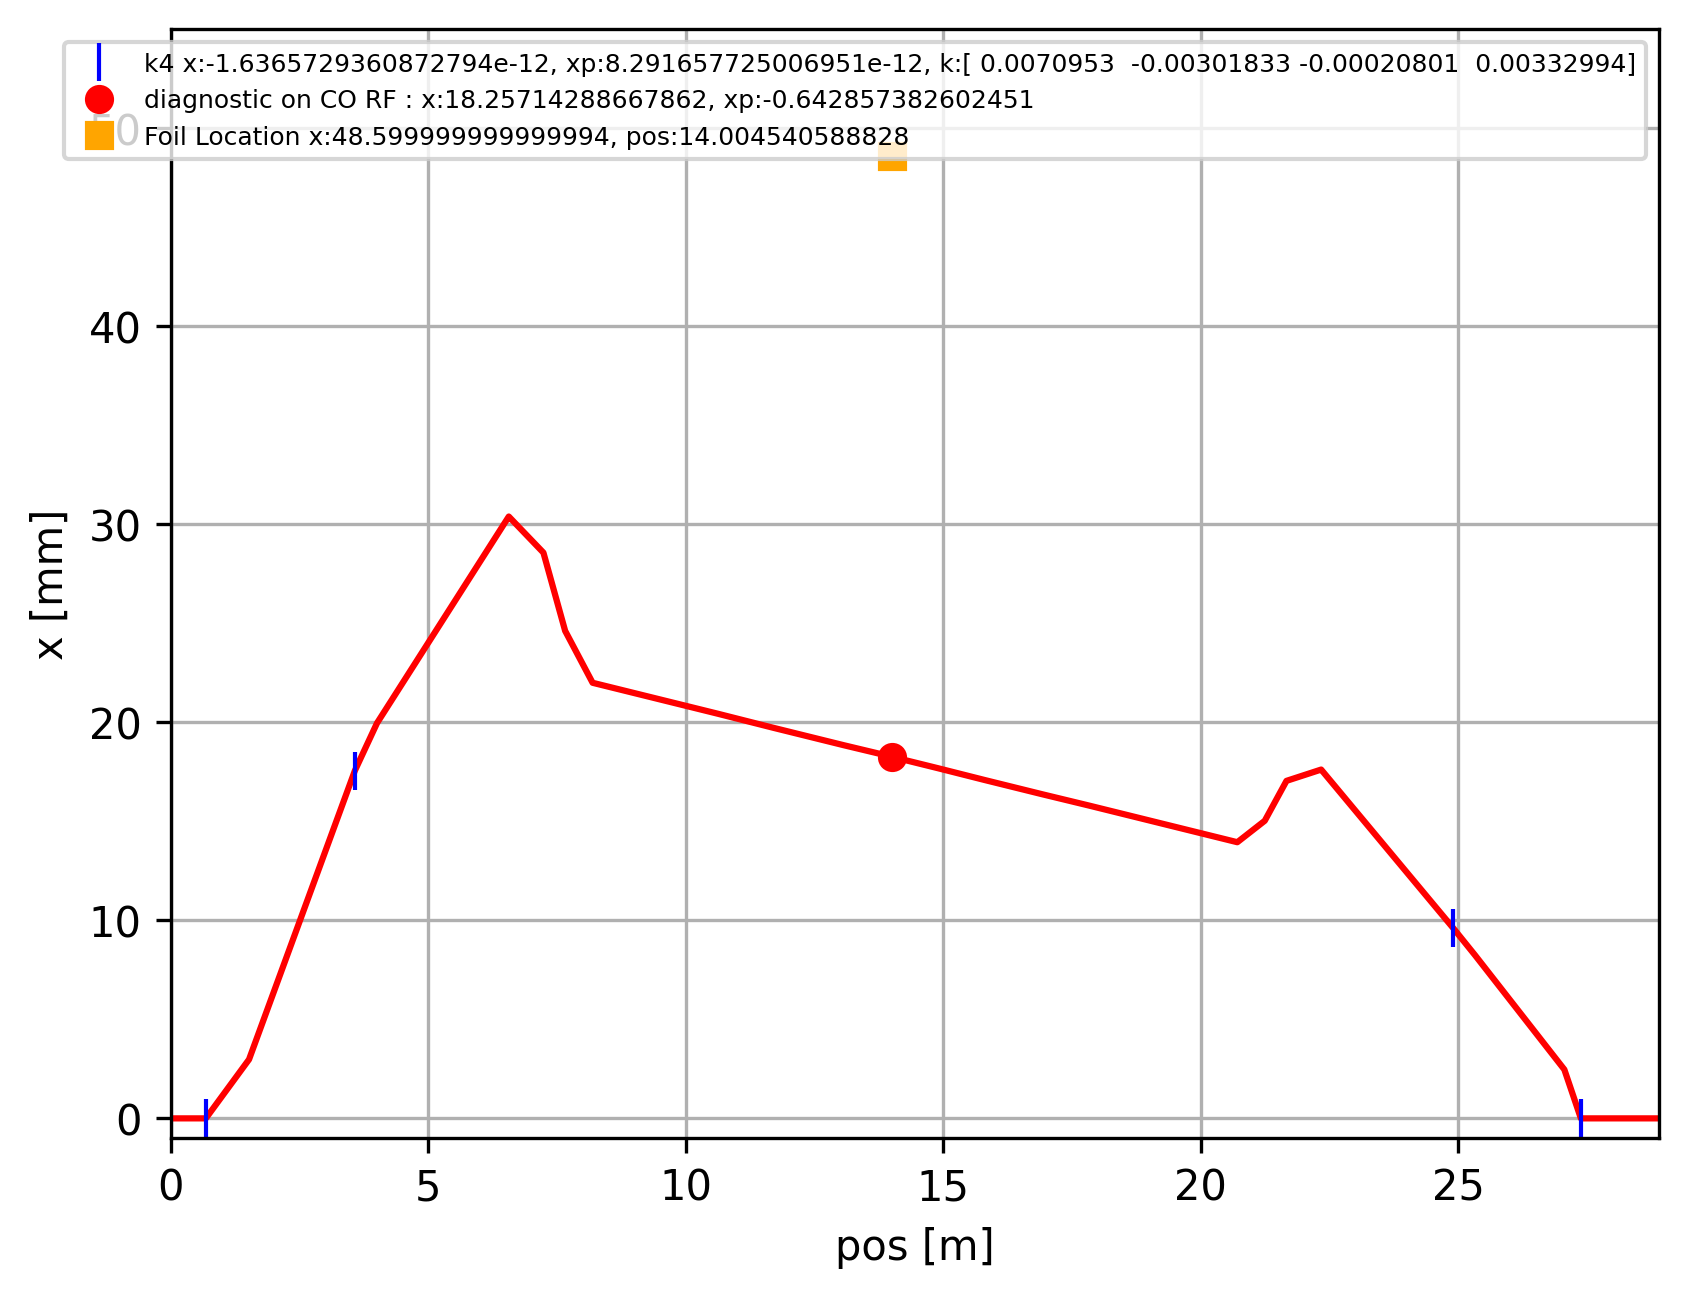 k4 x:-1.6365729360872794e-12, xp:8.291657725006951e-12, k:[ 0.0070953  -0.00301833 -0.00020801  0.00332994]
diagnostic on CO RF : x:18.25714288667862, xp:-0.642857382602451
Foil Location x:48.599999999999994, pos:14.004540588828
50
40
30
20
10
0
x [mm]
0 5 10 15 20 25
pos [m]